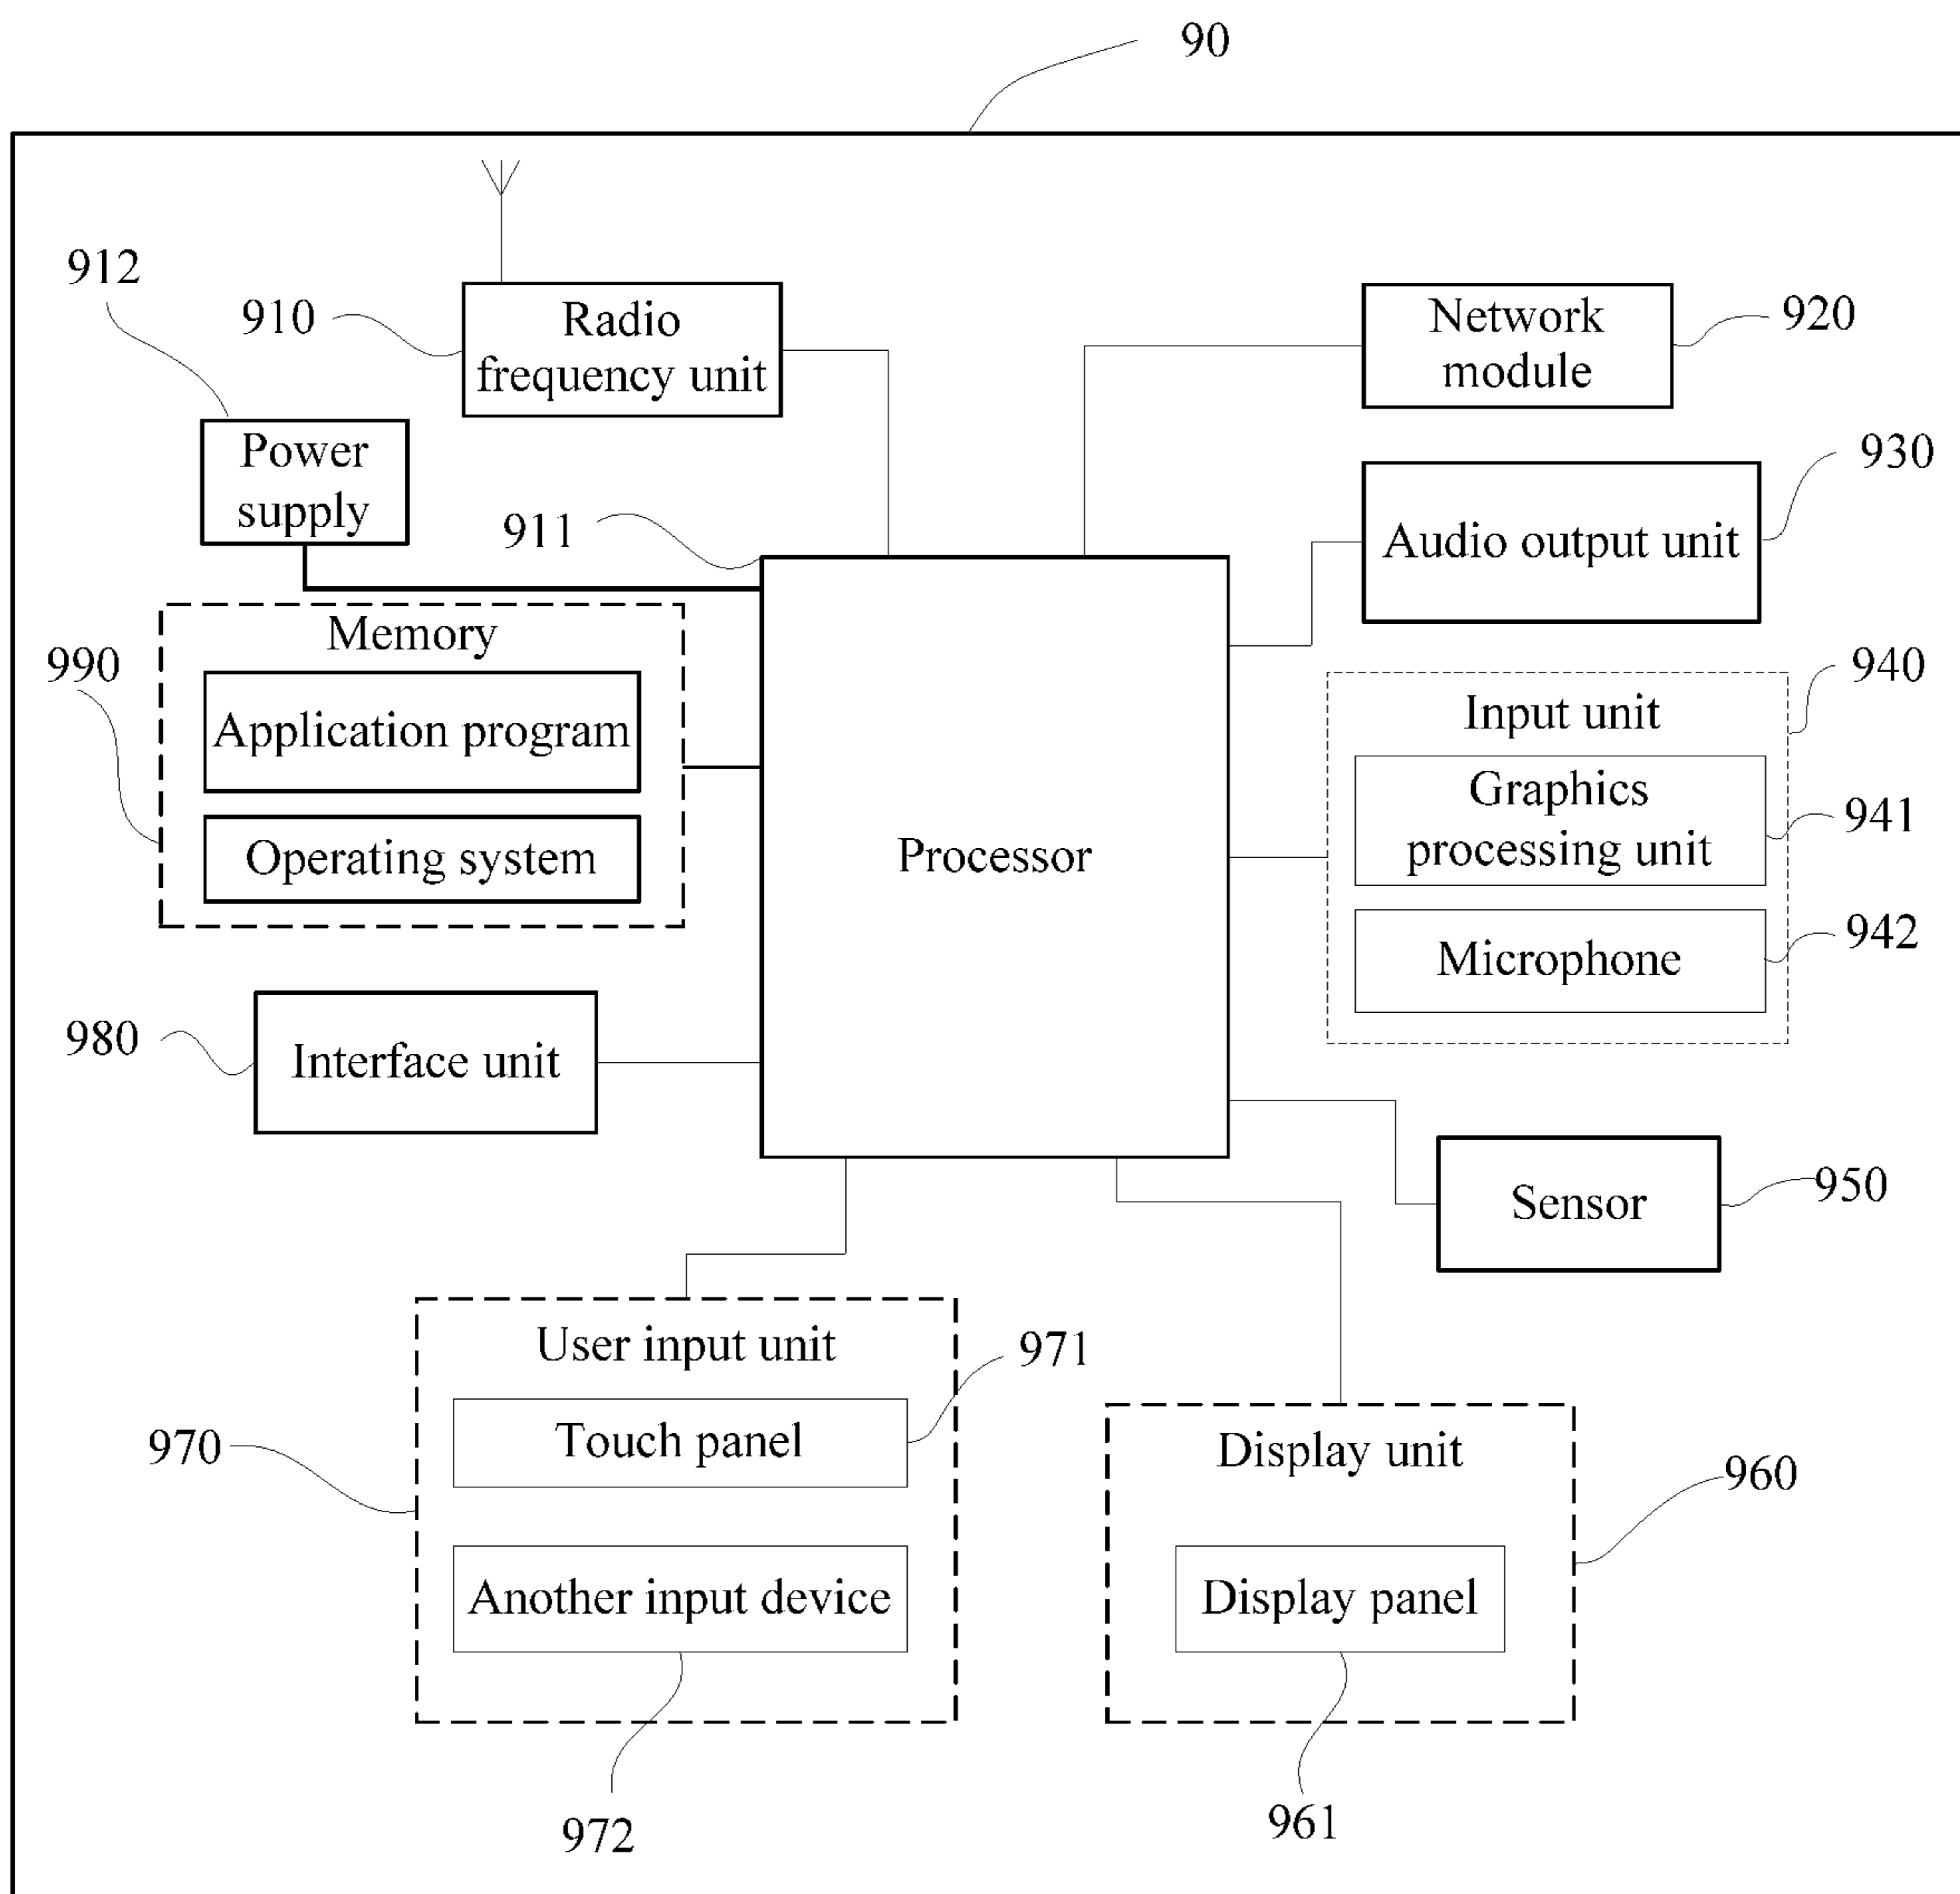 90
912
910
Radio
frequency unit
Network
module
920
Power
supply
911
930
Audio output unit
990
Memory
Application program
Operating system
Processor
940
Input unit
Graphics
processing unit
941
Microphone
942
980
Interface unit
Sensor
950
User input unit
971
970
Touch panel
Another input device
972
Display unit
960
Display panel
961